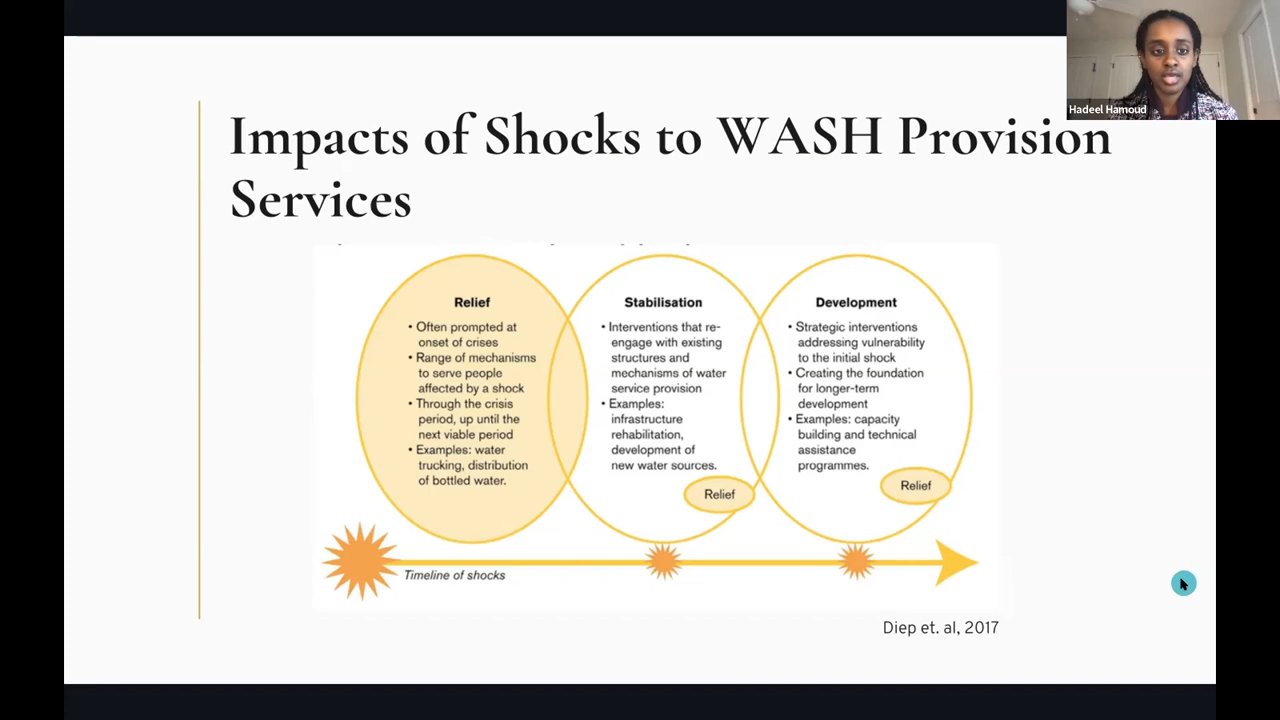 Hadeel Hamoud
Impacts of Shocks to WASH Provision
Services
Relief
• Often prompted at
onset of crises
• Range of mechanisms
to serve people
affected by a shock
• Through the crisis
period, up until the
next viable period
• Examples: water
trucking, distribution
of bottled water.
Stabilisation
• Interventions that re-
engage with existing
structures and
mechanisms of water
service provision
• Examples:
infrastructure
rehabilitation,
development of
new water sources.
Relief
Development
• Strategic interventions
addressing vulnerability
to the initial shock
• Creating the foundation
for longer-term
development
• Examples: capacity
building and technical
assistance
programmes.
Relief
Timeline of shocks
Diep et. al, 2017